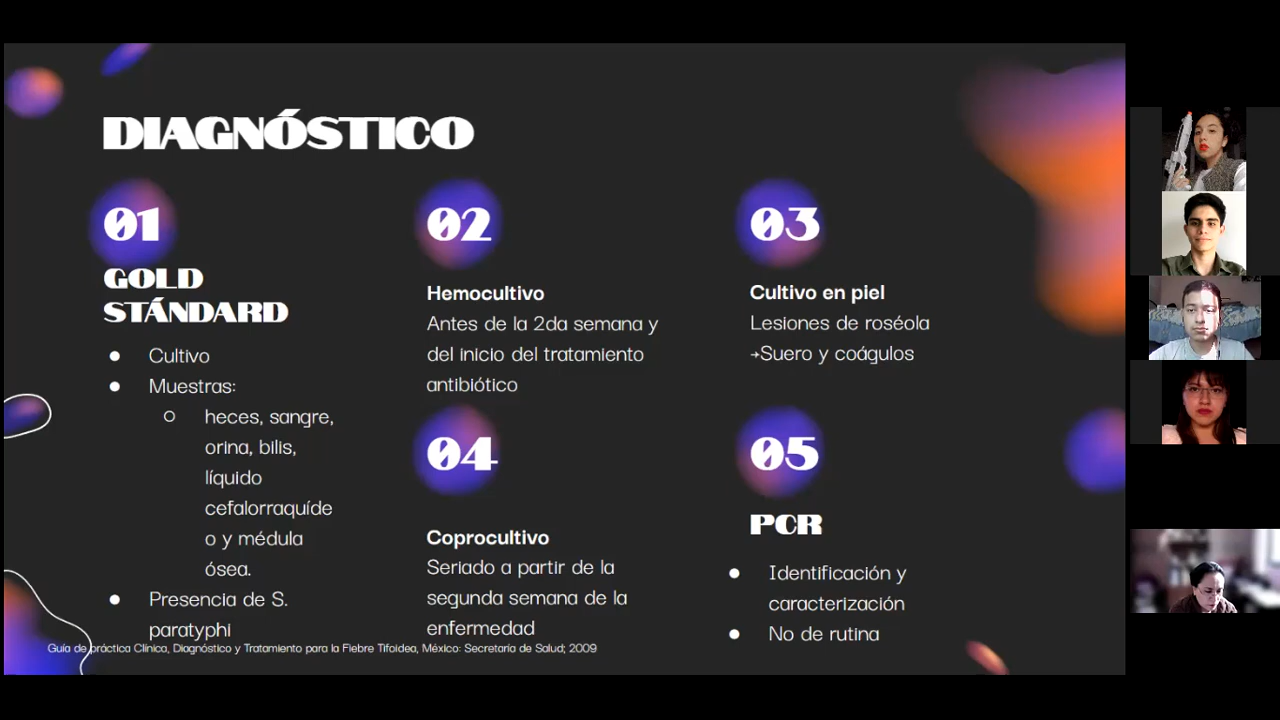 DIAGNÓSTICO
01
GOLD
STÁNDARD
● Cultivo
● Muestras:
○ heces, sangre,
orina, bilis,
líquido
cefalorraquíde
o y médula
ósea.
● Presencia de S.
paratyphi
02
Hemocultivo
Antes de la 2da semana y
del inicio del tratamiento
antibiótico
03
Cultivo en piel
Lesiones de roséola
→Suero y coágulos
04
Coprocultivo
Seriado a partir de la
segunda semana de la
enfermedad
05
PCR
● Identificación y
caracterización
● No de rutina
Guía de práctica Clínica, Diagnóstico y Tratamiento para la Fiebre Tifoidea, México: Secretaría de Salud; 2009